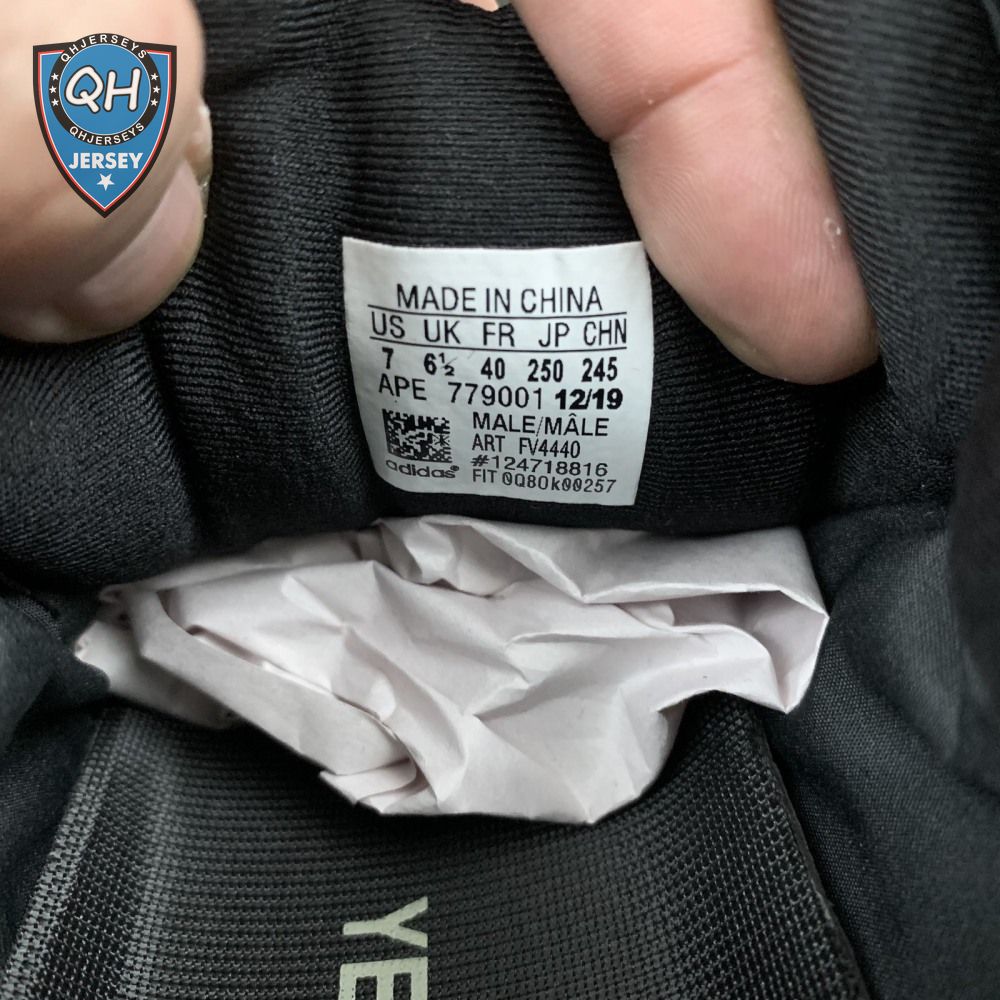 QHJERSEYS
QH
QHJERSEYS
JERSEY
MADE IN CHINA
US UK FR JP CHN
7 6½ 40 250 245
APE 779001 12/19
MALE/MÂLE
ART FV4440
#124718816
adidas®
FIT 0Q80k00257
YE